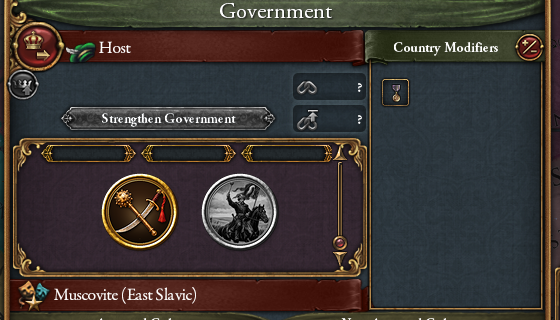 Government
Host
Country Modifiers
?
Strengthen Government
?
Muscovite (East Slavic)